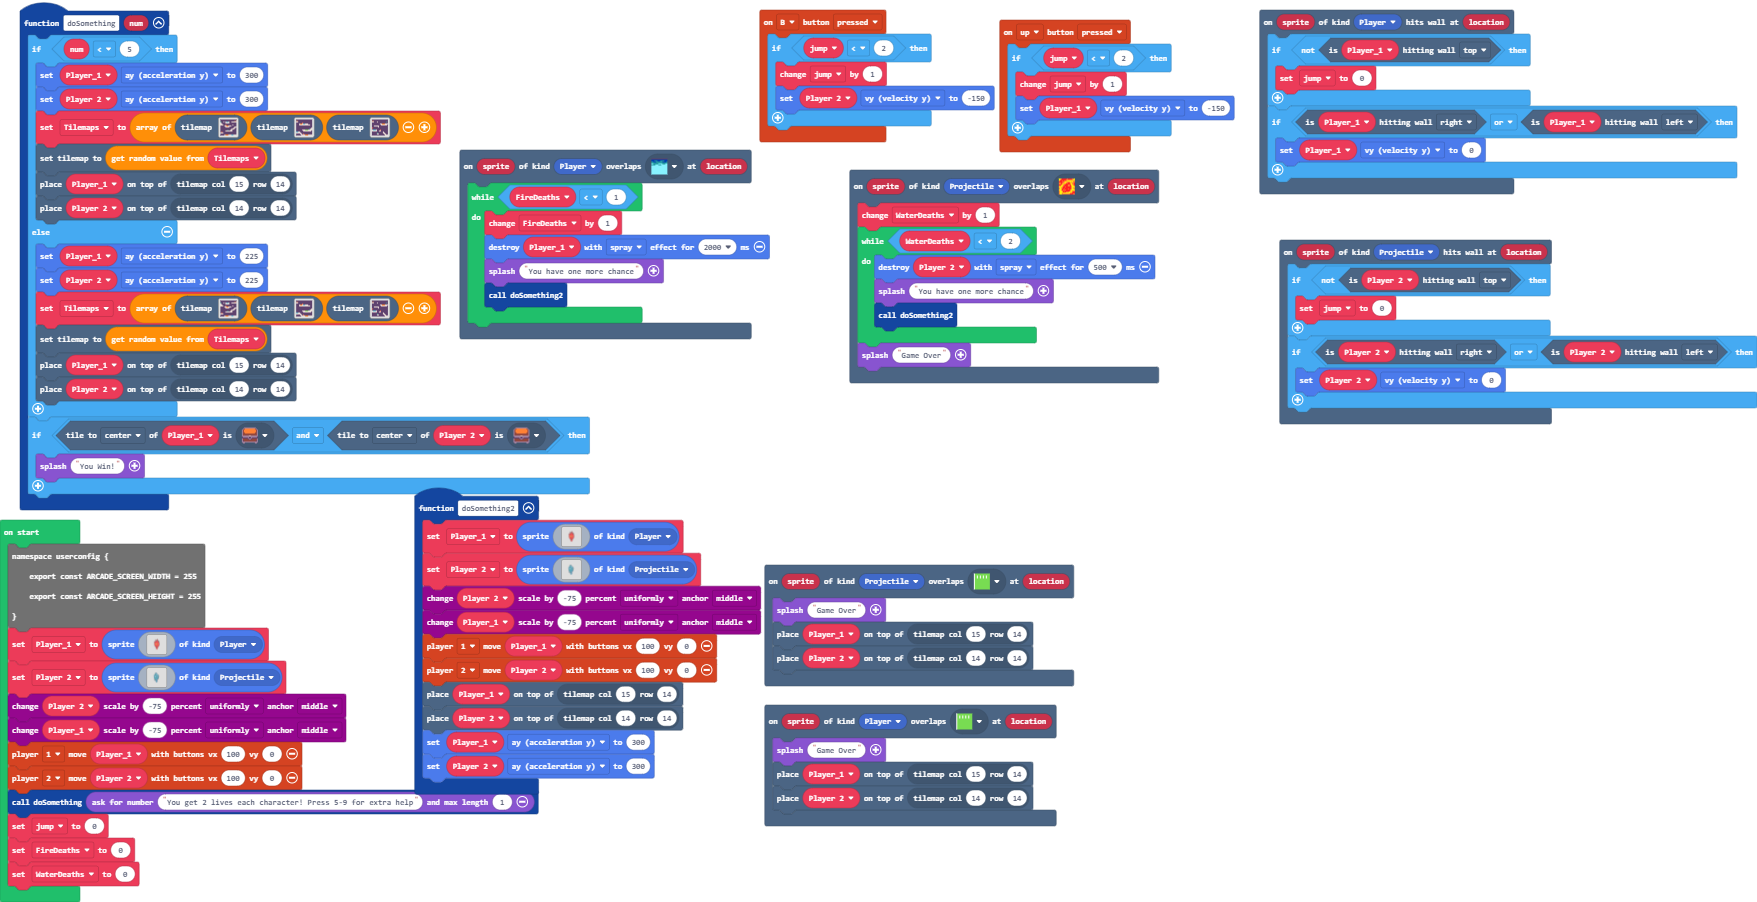 function doSomething num
if num < 5 then
set Player_1 ay (acceleration y) to 300
set Player 2 ay (acceleration y) to 300
set Tilemaps to array of tilemap tilemap tilemap
set tilemap to get random value from Tilemaps
place Player_1 on top of tilemap col 15 row 14
place Player 2 on top of tilemap col 14 row 14
else
set Player_1 ay (acceleration y) to 225
set Player 2 ay (acceleration y) to 225
set Tilemaps to array of tilemap tilemap tilemap
set tilemap to get random value from Tilemaps
place Player_1 on top of tilemap col 15 row 14
place Player 2 on top of tilemap col 14 row 14
if tile to center of Player_1 is and tile to center of Player 2 is then
splash "You Win!"
on start
namespace userconfig {
export const ARCADE_SCREEN_WIDTH = 255
export const ARCADE_SCREEN_HEIGHT = 255
}
set Player_1 to sprite of kind Player
set Player 2 to sprite of kind Projectile
change Player 2 scale by -75 percent uniformly anchor middle
change Player_1 scale by -75 percent uniformly anchor middle
player 1 move Player_1 with buttons vx 100 vy 0
player 2 move Player 2 with buttons vx 100 vy 0
call doSomething ask for number "You get 2 lives each character! Press 5-9 for extra help" and max length 1
set jump to 0
set FireDeaths to 0
set WaterDeaths to 0
function doSomething2
set Player_1 to sprite of kind Player
set Player 2 to sprite of kind Projectile
change Player 2 scale by -75 percent uniformly anchor middle
change Player_1 scale by -75 percent uniformly anchor middle
player 1 move Player_1 with buttons vx 100 vy 0
player 2 move Player 2 with buttons vx 100 vy 0
place Player_1 on top of tilemap col 15 row 14
place Player 2 on top of tilemap col 14 row 14
set Player_1 ay (acceleration y) to 300
set Player 2 ay (acceleration y) to 300
on sprite of kind Player overlaps at location
while FireDeaths < 1
do
change FireDeaths by 1
destroy Player_1 with spray effect for 2000 ms
splash "You have one more chance"
call doSomething2
on B button pressed
if jump < 2 then
change jump by 1
set Player 2 vy (velocity y) to -150
on up button pressed
if jump < 2 then
change jump by 1
set Player_1 vy (velocity y) to -150
on sprite of kind Projectile overlaps at location
change WaterDeaths by 1
while WaterDeaths < 2
do
destroy Player 2 with spray effect for 500 ms
splash "You have one more chance"
call doSomething2
splash "Game Over"
on sprite of kind Player hits wall at location
if not is Player_1 hitting wall top then
set jump to 0
if is Player_1 hitting wall right or is Player_1 hitting wall left then
set Player_1 vy (velocity y) to 0
on sprite of kind Projectile hits wall at location
if not is Player 2 hitting wall top then
set jump to 0
if is Player 2 hitting wall right or is Player 2 hitting wall left then
set Player 2 vy (velocity y) to 0
on sprite of kind Projectile overlaps at location
splash "Game Over"
place Player_1 on top of tilemap col 15 row 14
place Player 2 on top of tilemap col 14 row 14
on sprite of kind Player overlaps at location
splash "Game Over"
place Player_1 on top of tilemap col 15 row 14
place Player 2 on top of tilemap col 14 row 14